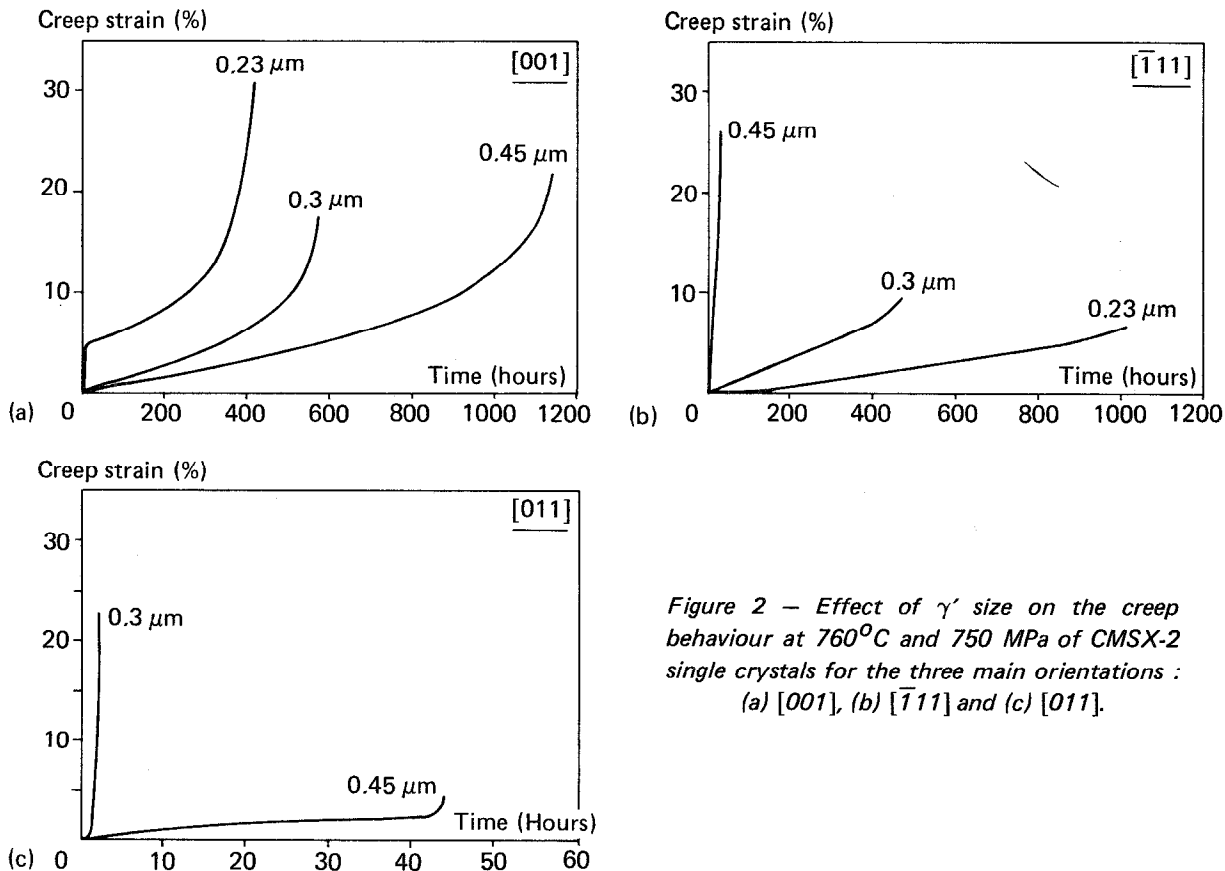 Creep strain (%)
[001]
0.23 μm
0.45 μm
0.3 μm
30
20
10
Time (hours)
(a) 0 200 400 600 800 1000 1200
Creep strain (%)
[1̅11]
0.45 μm
0.3 μm
0.23 μm
30
20
10
Time (hours)
(b) 0 200 400 600 800 1000 1200
Creep strain (%)
[011]
0.3 μm
0.45 μm
30
20
10
Time (Hours)
(c) 0 10 20 30 40 50 60
Figure 2 – Effect of γ′ size on the creep
behaviour at 760°C and 750 MPa of CMSX-2
single crystals for the three main orientations :
(a) [001], (b) [1̅11] and (c) [011].